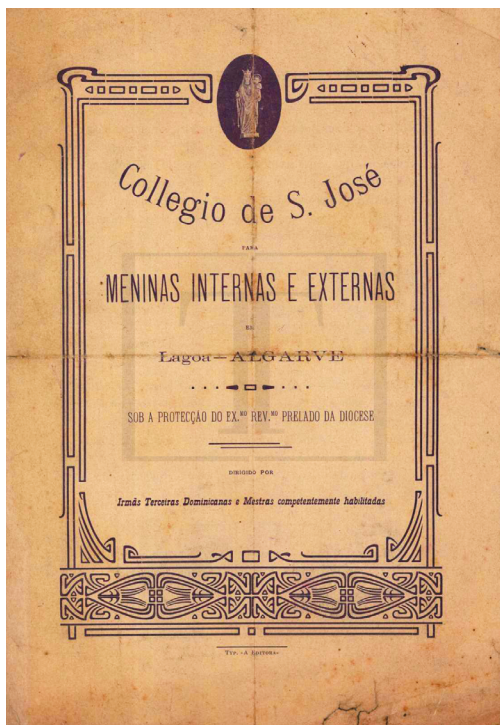 Collegio de S. José
PARA
MENINAS INTERNAS E EXTERNAS
EM
Lagoa—ALGARVE
SOB A PROTECÇÃO DO EX.MO REV.MO PRELADO DA DIOCESE
DIRIGIDO POR
Irmãs Terceiras Dominicanas e Mestras competentemente habilitadas
TYP. «A EDITORA»
T